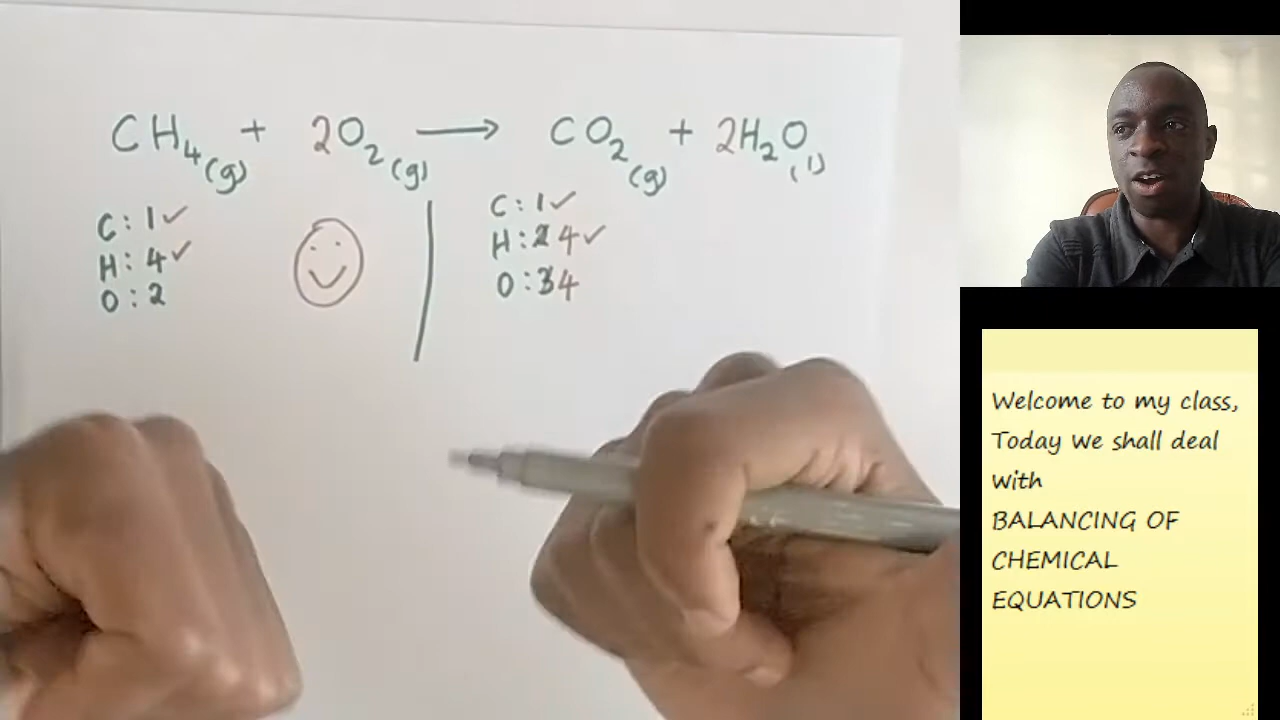 CH₄(g) + 2O₂(g) ⟶ CO₂(g) + 2H₂O(l)
C: 1 ✓
H: 4 ✓
O: 2
C: 1 ✓
H: 2 4 ✓
O: 3 4
Welcome to my class,
Today we shall deal
with
BALANCING OF
CHEMICAL
EQUATIONS